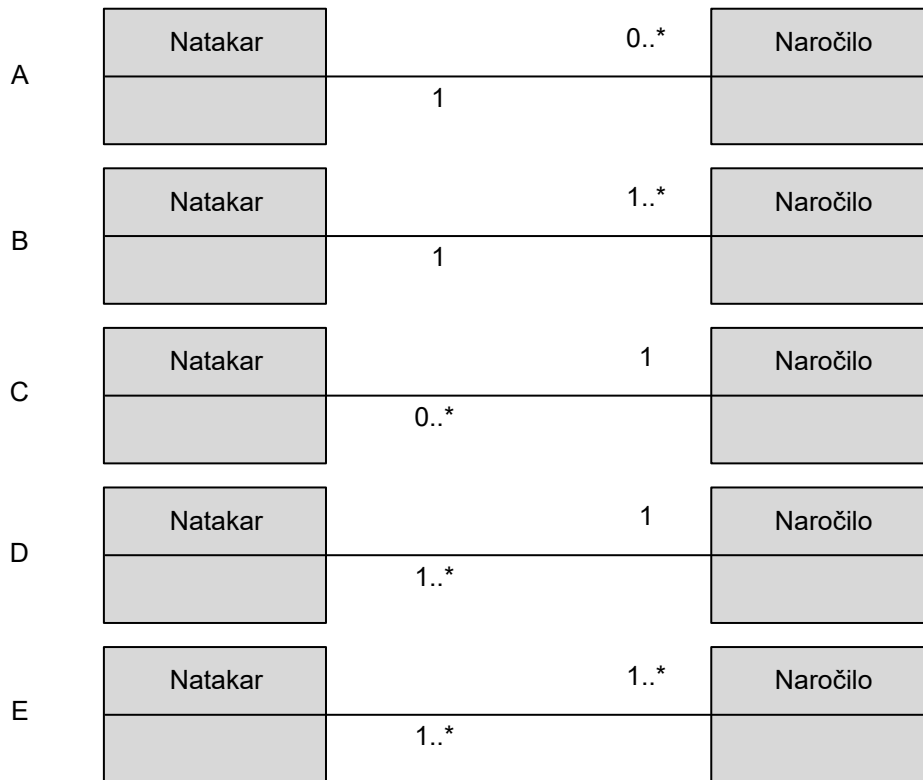 Natakar 0..* Naročilo
A
1
Natakar 1..* Naročilo
B
1
Natakar 1 Naročilo
C
0..*
Natakar 1 Naročilo
D
1..*
Natakar 1..* Naročilo
E
1..*